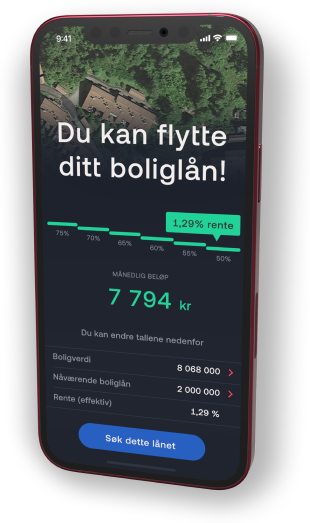 9:41
Du kan flytte
ditt boliglån!
1,29% rente
75% 70% 65% 60% 55% 50%
MÅNEDLIG BELØP
7 794 kr
Du kan endre tallene nedenfor
Boligverdi 8 068 000
Nåværende boliglån 2 000 000
Rente (effektiv) 1,29 %
Søk dette lånet